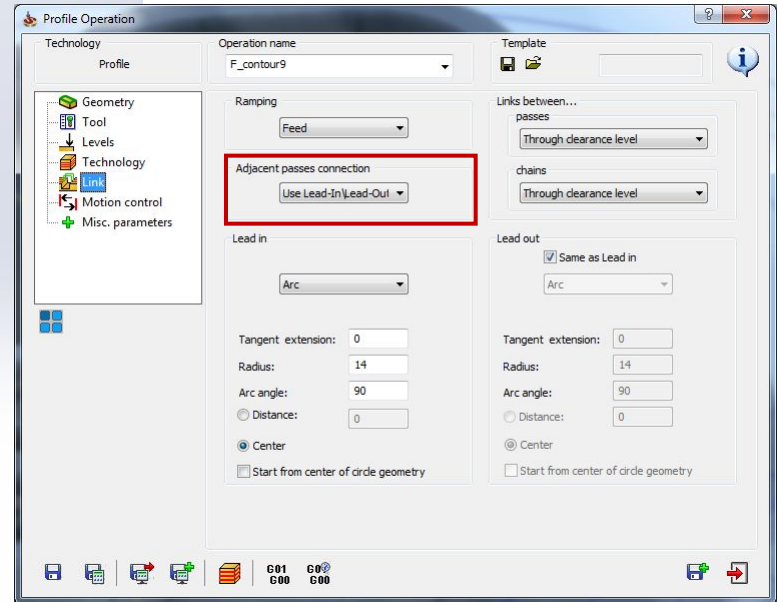 Profile Operation
Technology
Profile
Operation name
F_contour9
Template
Geometry
Tool
Levels
Technology
Link
Motion control
Misc. parameters
Ramping
Feed
Adjacent passes connection
Use Lead-In\Lead-Out
Links between...
passes
Through clearance level
chains
Through clearance level
Lead in
Arc
Tangent extension: 0
Radius: 14
Arc angle: 90
Distance: 0
Center
Start from center of circle geometry
Lead out
Same as Lead in
Arc
Tangent extension: 0
Radius: 14
Arc angle: 90
Distance: 0
Center
Start from center of circle geometry
G01 G0
G00 G00